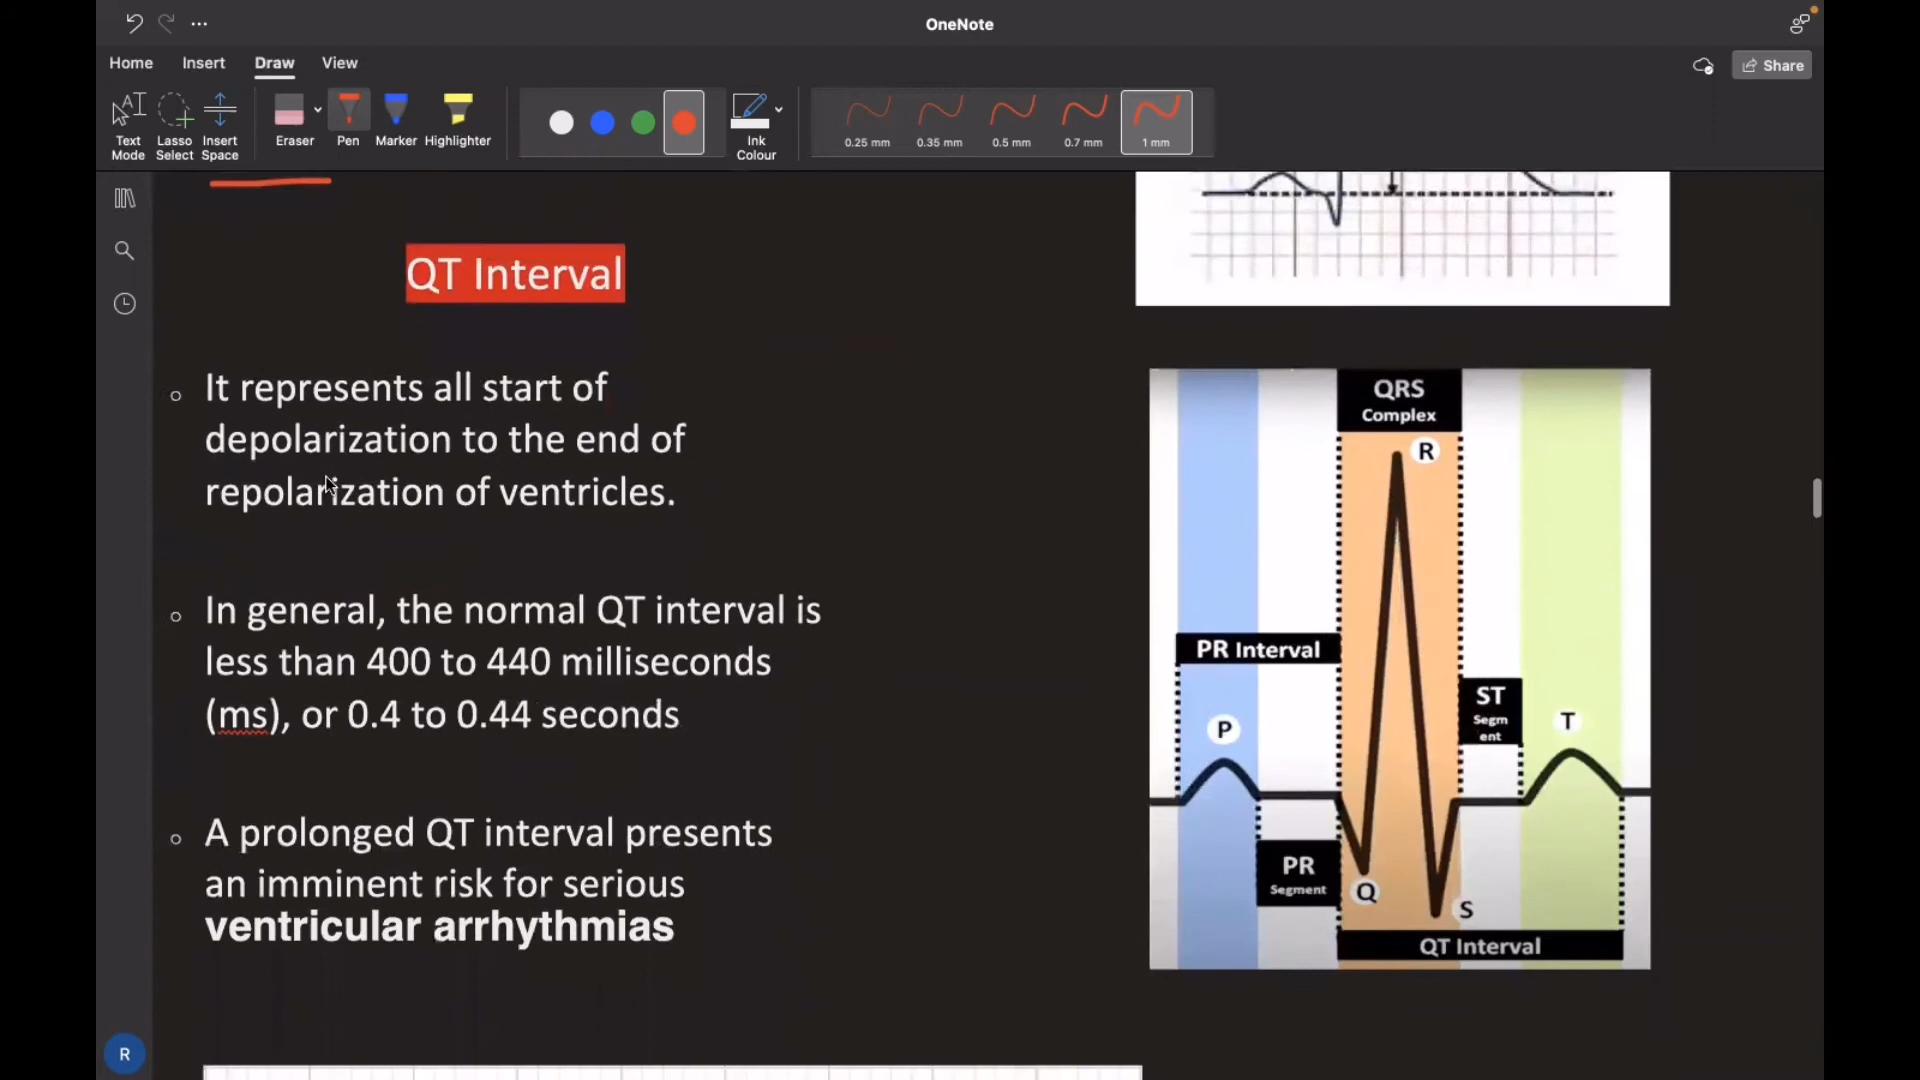 OneNote
Home Insert Draw View
Share
Text Mode
Lasso Select
Insert Space
Eraser
Pen
Marker
Highlighter
Ink Colour
0.25 mm
0.35 mm
0.5 mm
0.7 mm
1 mm
QT Interval
It represents all start of
depolarization to the end of
repolarization of ventricles.
In general, the normal QT interval is
less than 400 to 440 milliseconds
(ms), or 0.4 to 0.44 seconds
A prolonged QT interval presents
an imminent risk for serious
ventricular arrhythmias
QRS
Complex
R
PR Interval
ST
Segm
ent
P
T
PR
Segment
Q
S
QT Interval
R